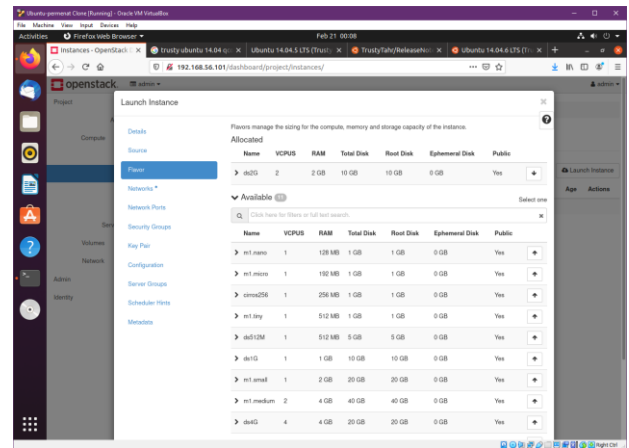 Ubuntu-permenat Clone [Running] - Oracle VM VirtualBox
File Machine View Input Devices Help
Activities Firefox Web Browser Feb 21 00:08
Instances - OpenStack trusty ubuntu 14.04 Ubuntu 14.04.5 LTS (Trusty TrustyTahr/ReleaseNotes Ubuntu 14.04.6 LTS
192.168.56.101/dashboard/project/instances/
openstack. admin admin
Project
Compute
Volumes
Network
Admin
Identity
Launch Instance
Details
Source
Flavor
Networks *
Network Ports
Security Groups
Key Pair
Configuration
Server Groups
Scheduler Hints
Metadata
Flavors manage the sizing for the compute, memory and storage capacity of the instance.
Allocated
Name VCPUS RAM Total Disk Root Disk Ephemeral Disk Public
ds2G 2 2 GB 10 GB 10 GB 0 GB Yes
Available 11 Select one
Click here for filters or full text search.
Name VCPUS RAM Total Disk Root Disk Ephemeral Disk Public
m1.nano 1 128 MB 1 GB 1 GB 0 GB Yes
m1.micro 1 192 MB 1 GB 1 GB 0 GB Yes
cirros256 1 256 MB 1 GB 1 GB 0 GB Yes
m1.tiny 1 512 MB 1 GB 1 GB 0 GB Yes
ds512M 1 512 MB 5 GB 5 GB 0 GB Yes
ds1G 1 1 GB 10 GB 10 GB 0 GB Yes
m1.small 1 2 GB 20 GB 20 GB 0 GB Yes
m1.medium 2 4 GB 40 GB 40 GB 0 GB Yes
ds4G 4 4 GB 20 GB 20 GB 0 GB Yes
Launch Instance
Age Actions
Right Ctrl